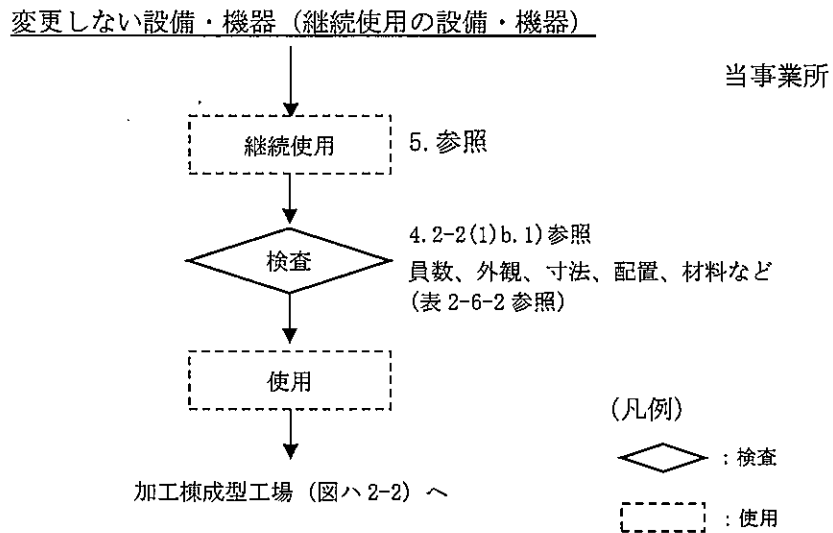 変更しない設備・機器（継続使用の設備・機器）
当事業所
継続使用
5.参照
検査
4.2-2(1)b.1)参照
員数、外観、寸法、配置、材料など
(表2-6-2参照)
使用
加工棟成型工場（図ハ2-2）へ
(凡例)
：検査
：使用